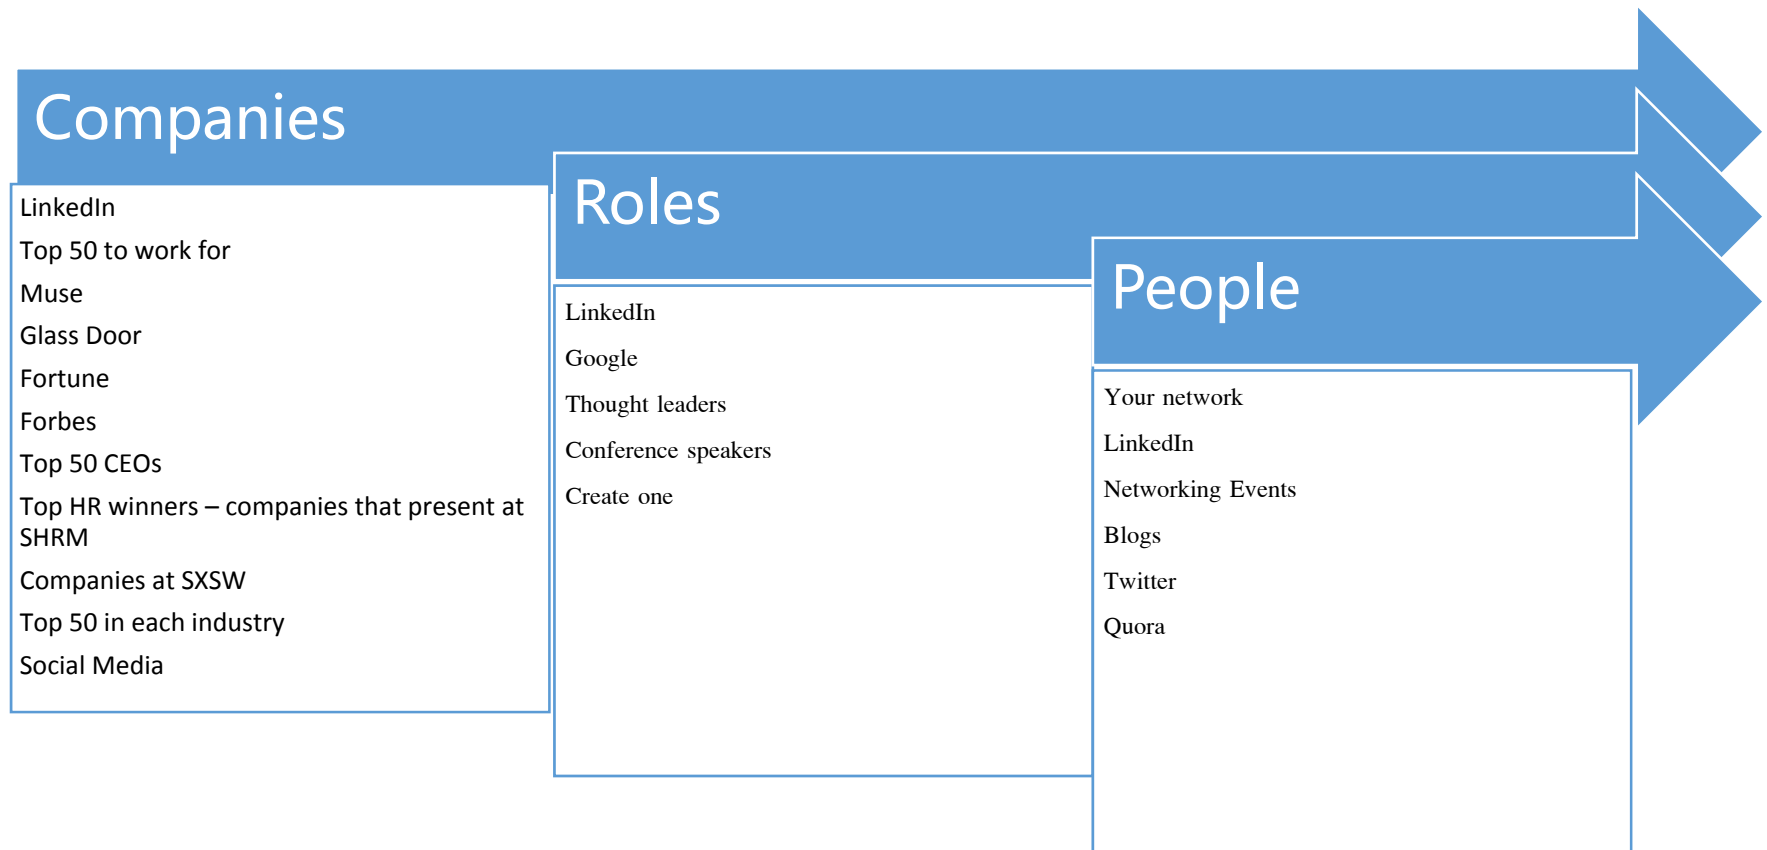 Companies
LinkedIn
Top 50 to work for
Muse
Glass Door
Fortune
Forbes
Top 50 CEOs
Top HR winners – companies that present at
SHRM
Companies at SXSW
Top 50 in each industry
Social Media
Roles
LinkedIn
Google
Thought leaders
Conference speakers
Create one
People
Your network
LinkedIn
Networking Events
Blogs
Twitter
Quora